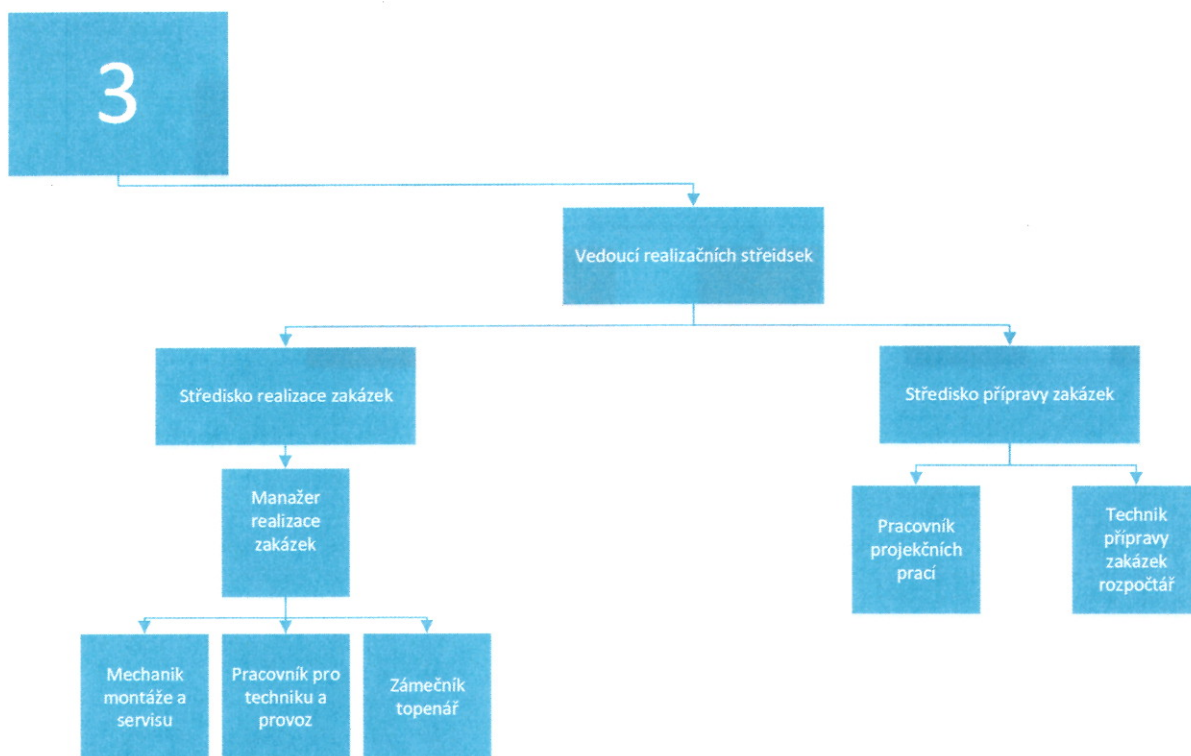 3
Vedoucí realizačních střeidsek
Středisko realizace zakázek
Středisko přípravy zakázek
Manažer
realizace
zakázek
Pracovník
projekčních
prací
Technik
přípravy
zakázek
rozpočtář
Mechanik
montáže a
servisu
Pracovník pro
techniku a
provoz
Zámečník
topenář